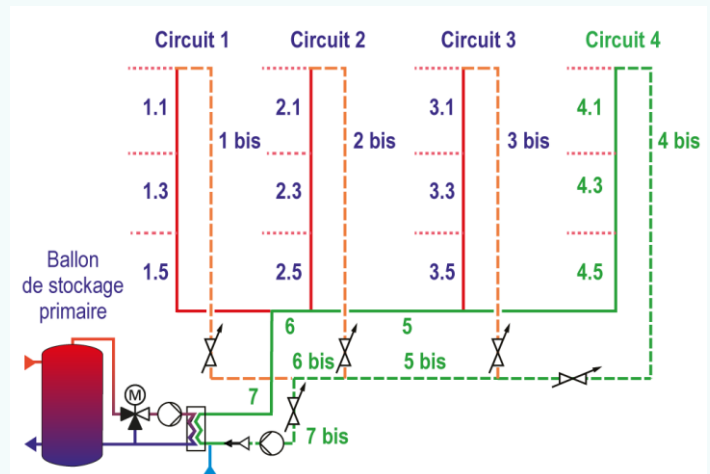 Circuit 1
Circuit 2
Circuit 3
Circuit 4
1.1
2.1
3.1
4.1
1 bis
2 bis
3 bis
4 bis
1.3
2.3
3.3
4.3
Ballon
de stockage
primaire
1.5
2.5
3.5
4.5
6
5
6 bis
5 bis
7
M
7 bis